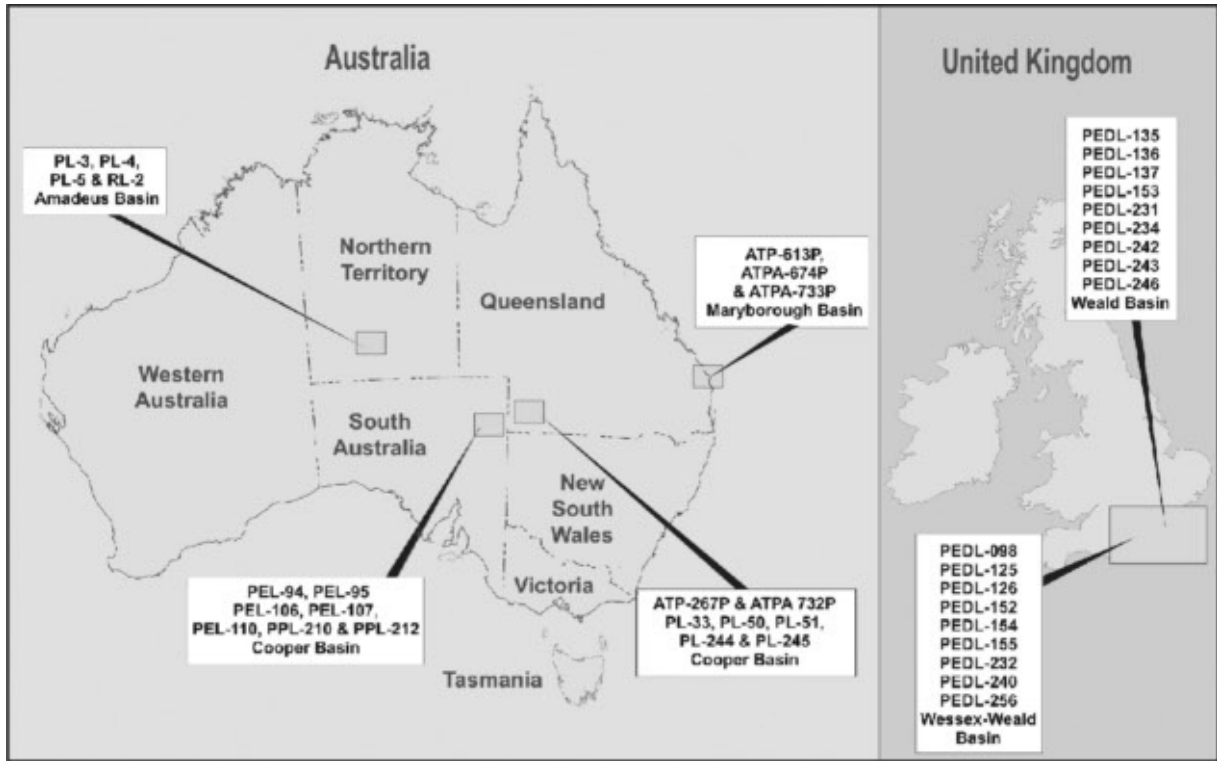 Australia
PL-3, PL-4,
PL-5 & RL-2
Amadeus Basin
Northern
Territory
Queensland
ATP-613P,
ATPA-674P
& ATPA-733P
Maryborough Basin
Western
Australia
South
Australia
New
South
Wales
Victoria
PEL-94, PEL-95
PEL-106, PEL-107,
PEL-110, PPL-210 & PPL-212
Cooper Basin
ATP-267P & ATPA 732P
PL-33, PL-50, PL-51,
PL-244 & PL-245
Cooper Basin
Tasmania
United Kingdom
PEDL-135
PEDL-136
PEDL-137
PEDL-153
PEDL-231
PEDL-234
PEDL-242
PEDL-243
PEDL-246
Weald Basin
PEDL-098
PEDL-125
PEDL-126
PEDL-152
PEDL-154
PEDL-155
PEDL-232
PEDL-240
PEDL-256
Wessex-Weald
Basin